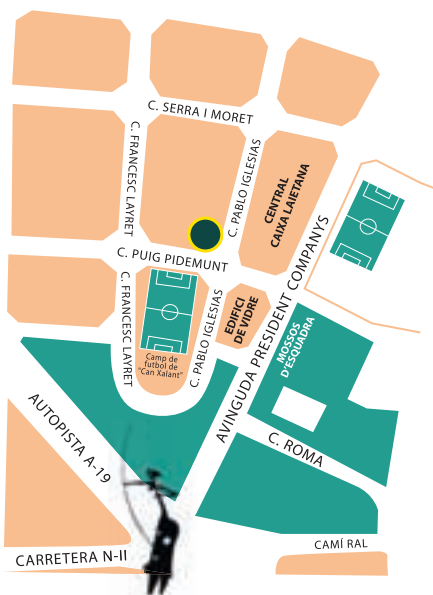 C. SERRA I MORET
C. FRANCESC LAYRET
C. PABLO IGLESIAS
CENTRAL
CAIXA LAIETANA
C. PUIG PIDEMUNT
AVINGUDA PRESIDENT COMPANYS
C. FRANCESC LAYRET
C. PABLO IGLESIAS
EDIFICI
DE VIDRE
MOSSOS
D'ESQUADRA
Camp de
futbol de
"Can Xalant"
AUTOPISTA A-19
C. ROMA
CARRETERA N-II
CAMÍ RAL